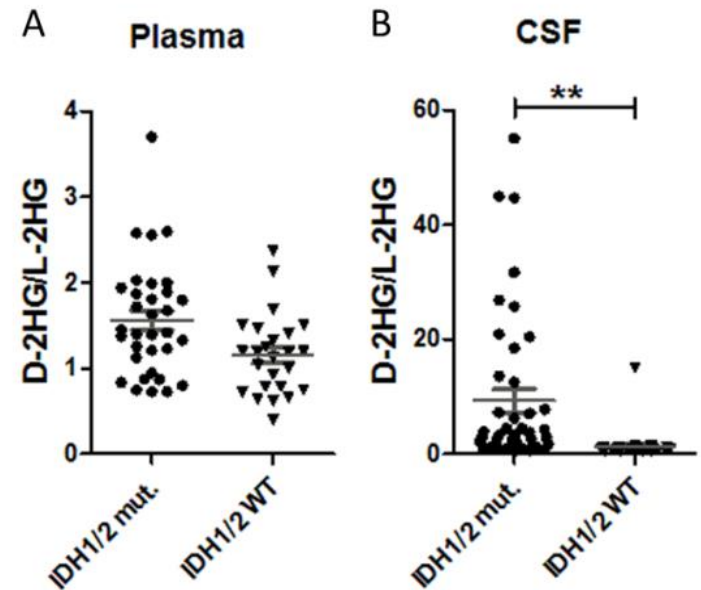 A
Plasma
D-2HG/L-2HG
4
3
2
1
0
IDH1/2 mut.
IDH1/2 WT
B
CSF
**
D-2HG/L-2HG
60
40
20
0
IDH1/2 mut.
IDH1/2 WT